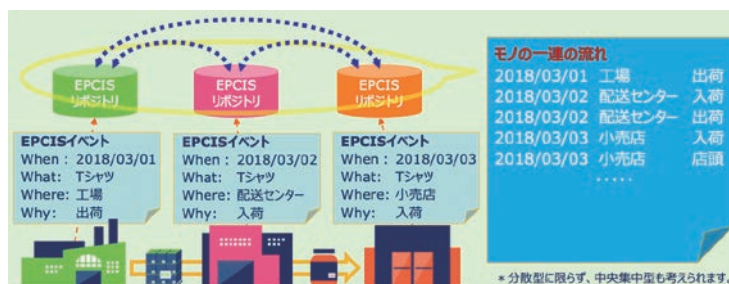 EPCIS
リポジトリ
EPCIS
リポジトリ
EPCIS
リポジトリ
EPCISイベント
When : 2018/03/01
What: Tシャツ
Where: 工場
Why: 出荷
EPCISイベント
When : 2018/03/02
What: Tシャツ
Where: 配送センター
Why: 入荷
EPCISイベント
When : 2018/03/03
What: Tシャツ
Where: 小売店
Why: 入荷
モノの一連の流れ
2018/03/01 工場 出荷
2018/03/02 配送センター 入荷
2018/03/02 配送センター 出荷
2018/03/03 小売店 入荷
2018/03/03 小売店 店頭
.....
* 分散型に限らず、中央集中型も考えられます。